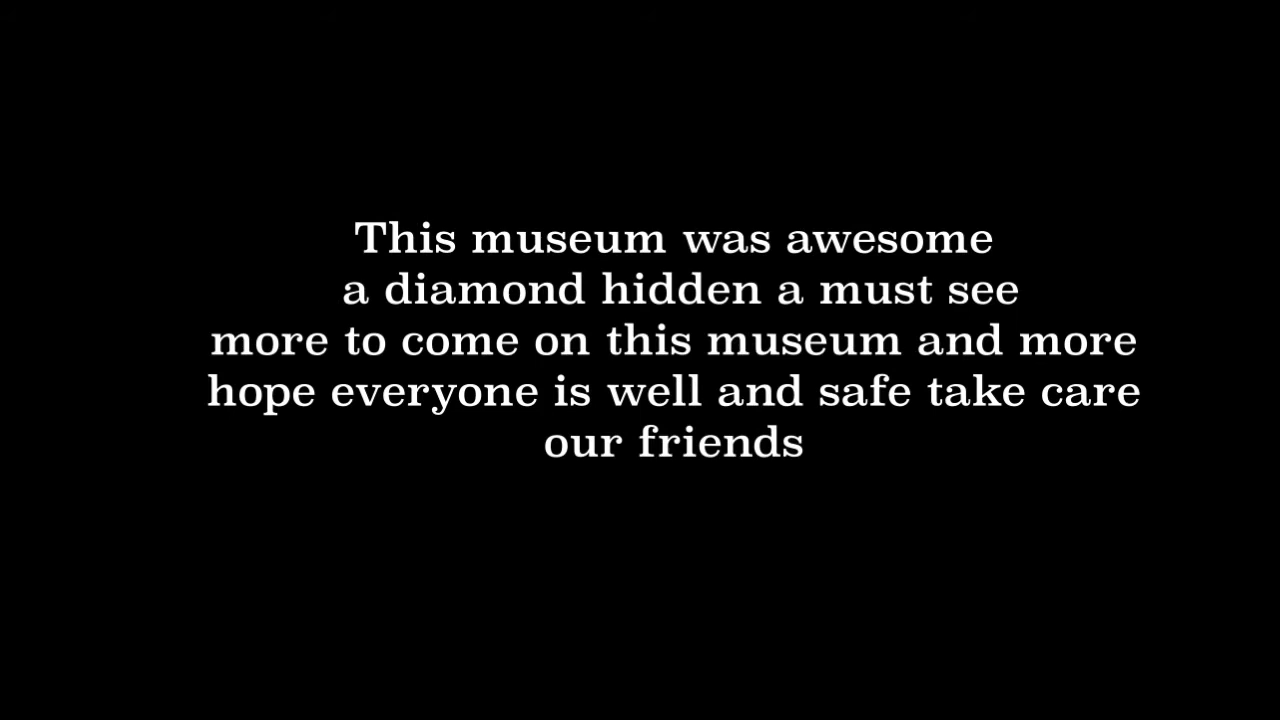 This museum was awesome
a diamond hidden a must see
more to come on this museum and more
hope everyone is well and safe take care
our friends